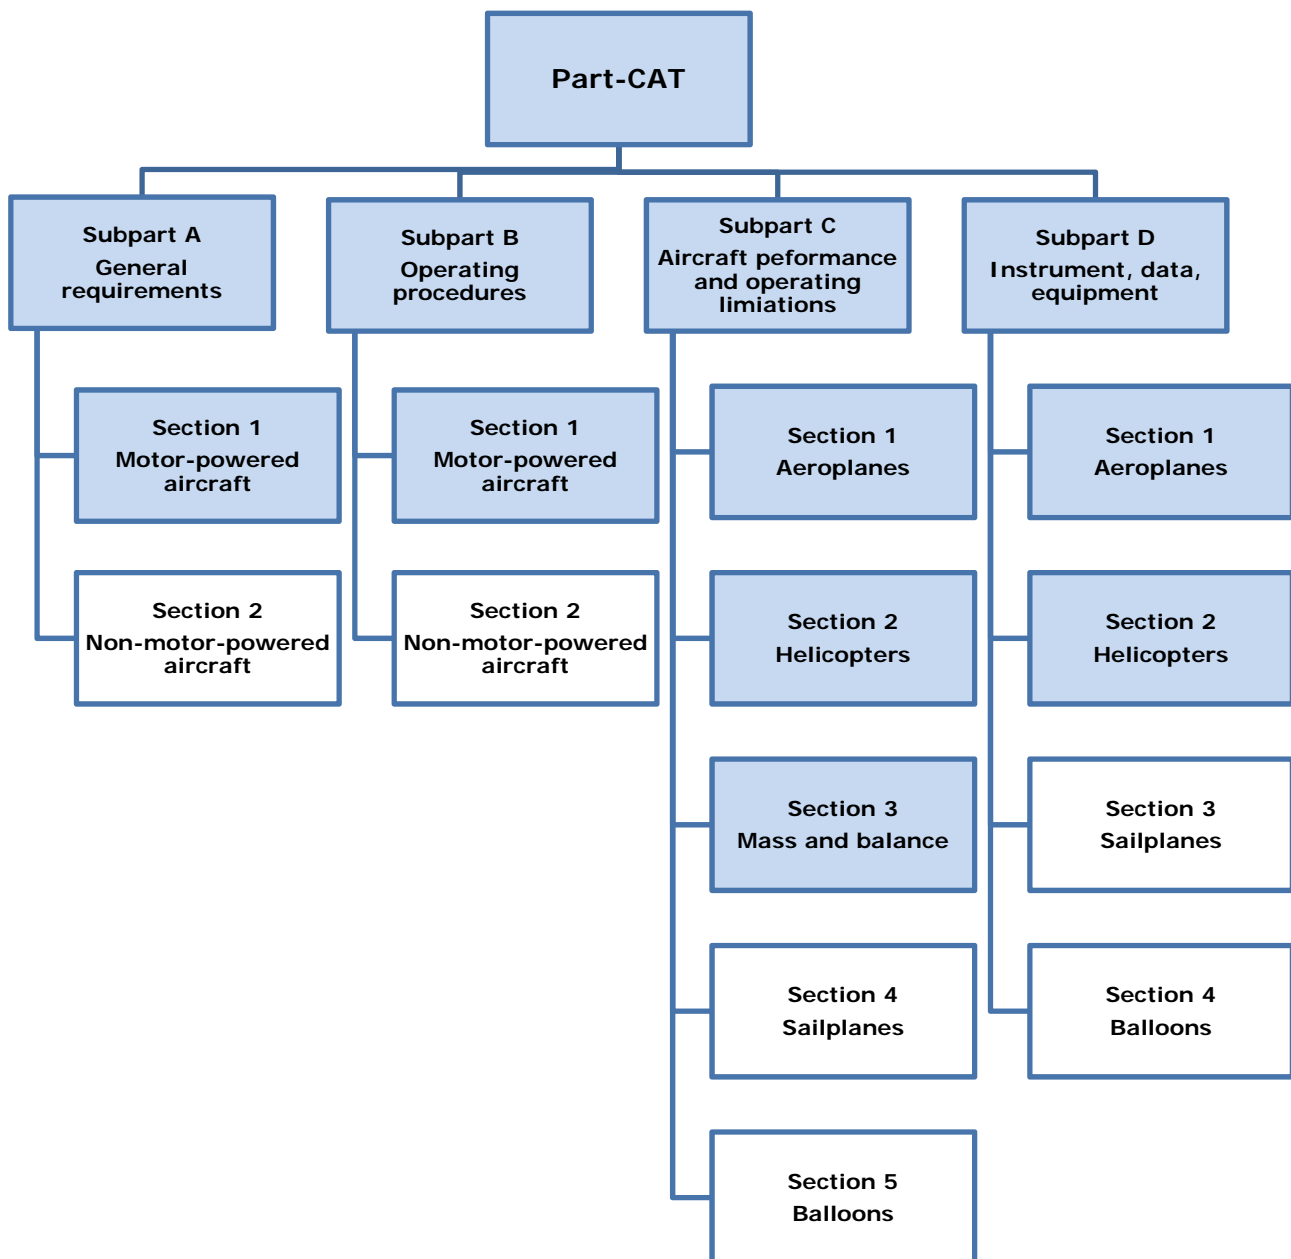 Part-CAT
Subpart A
General
requirements
Section 1
Motor-powered
aircraft
Section 2
Non-motor-powered
aircraft
Subpart B
Operating
procedures
Section 1
Motor-powered
aircraft
Section 2
Non-motor-powered
aircraft
Subpart C
Aircraft peformance
and operating
limiations
Section 1
Aeroplanes
Section 2
Helicopters
Section 3
Mass and balance
Section 4
Sailplanes
Section 5
Balloons
Subpart D
Instrument, data,
equipment
Section 1
Aeroplanes
Section 2
Helicopters
Section 3
Sailplanes
Section 4
Balloons